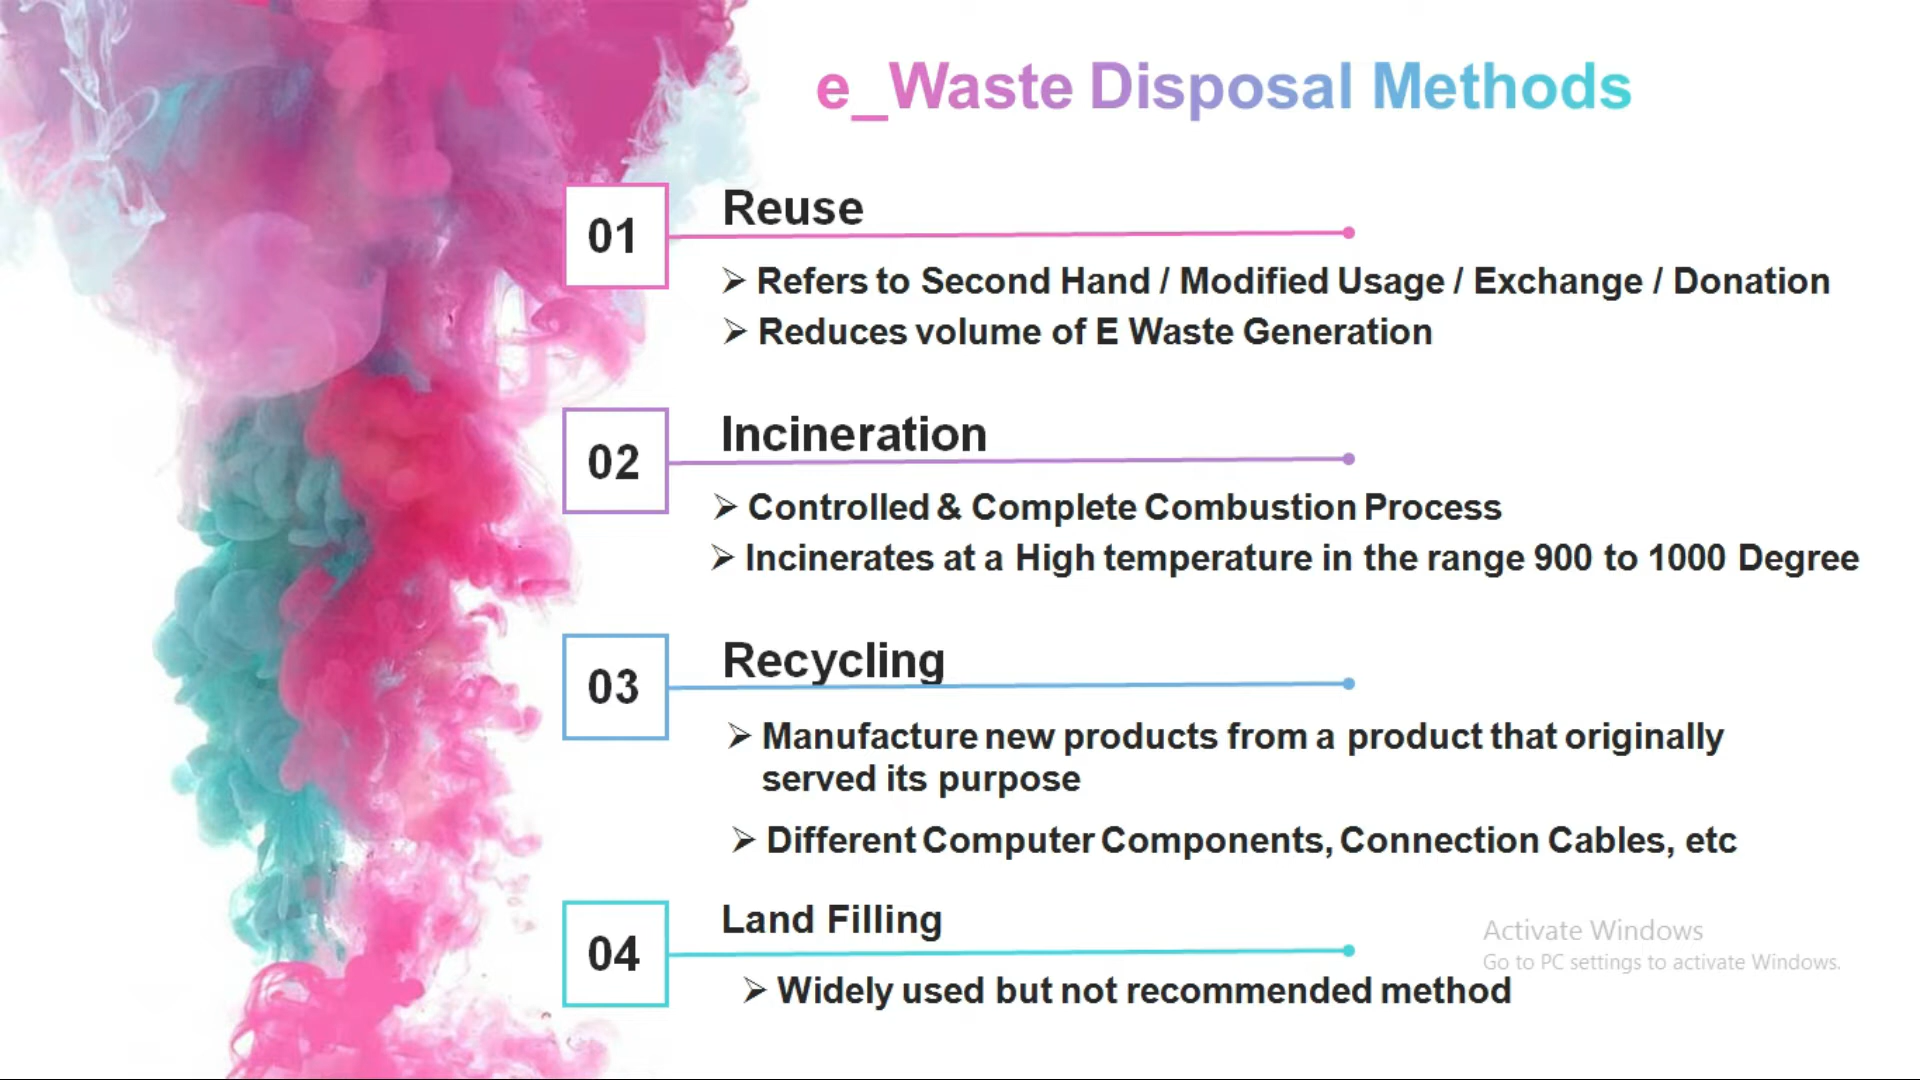 e_Waste Disposal Methods
01
Reuse
➢ Refers to Second Hand / Modified Usage / Exchange / Donation
➢ Reduces volume of E Waste Generation
02
Incineration
➢ Controlled & Complete Combustion Process
➢ Incinerates at a High temperature in the range 900 to 1000 Degree
03
Recycling
➢ Manufacture new products from a product that originally
served its purpose
➢ Different Computer Components, Connection Cables, etc
04
Land Filling
➢ Widely used but not recommended method
Activate Windows
Go to PC settings to activate Windows.